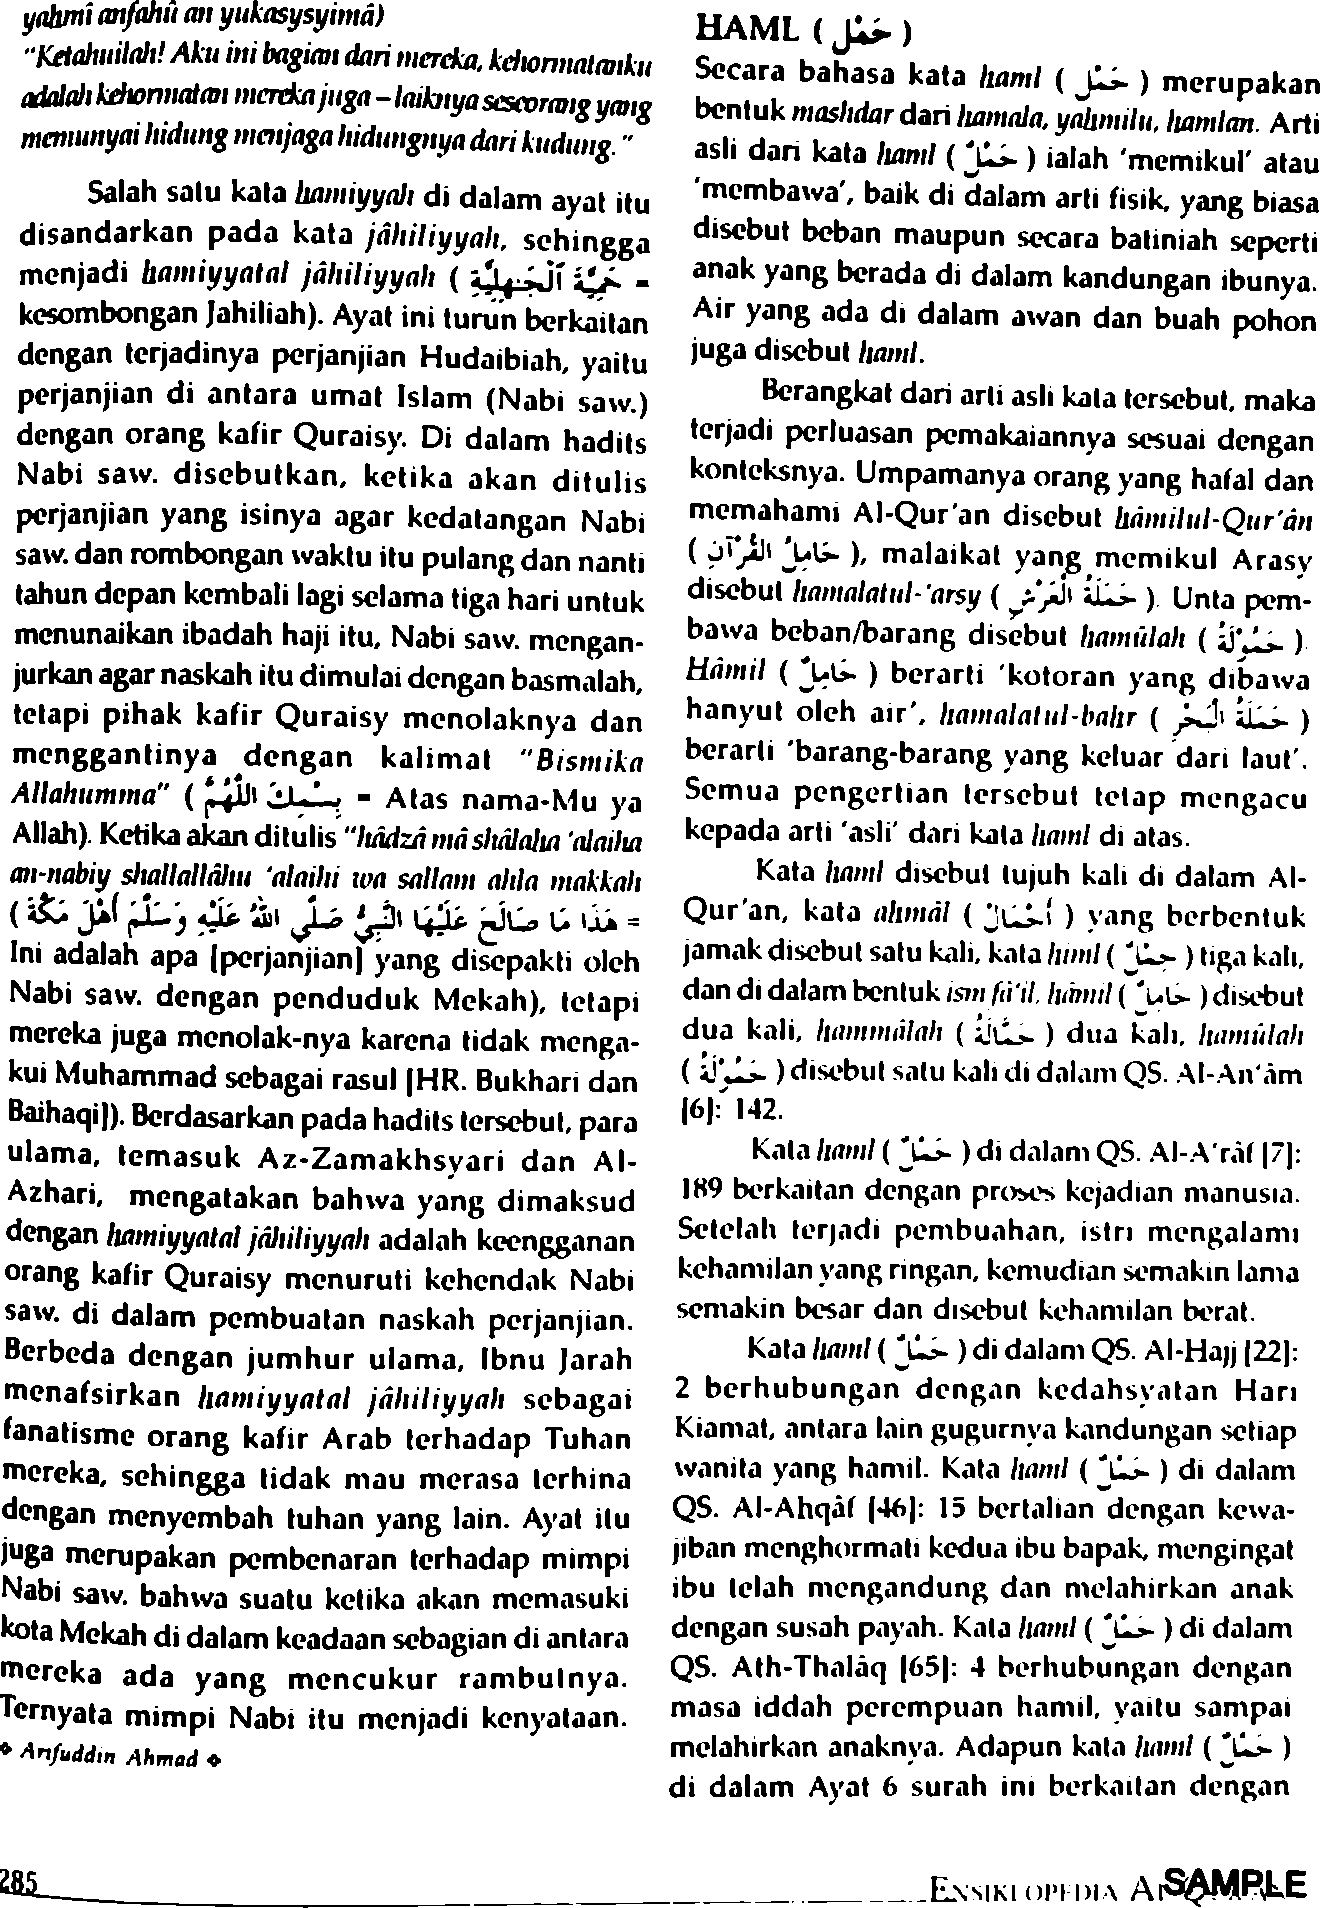 yahmî anfahû an yukasysyimâ)
"Ketahuilah! Aku ini bagian dari mereka, kehormatanku
adalah kehormatan mereka juga – laiknya seseorang yang
memunyai hidung menjaga hidungnya dari kudung."
Salah satu kata hamiyyah di dalam ayat itu
disandarkan pada kata jâhiliyyah, sehingga
menjadi hamiyyatal jâhiliyyah ( حَمِيَّةَ ٱلْجَـٰهِلِيَّةِ =
kesombongan Jahiliah). Ayat ini turun berkaitan
dengan terjadinya perjanjian Hudaibiah, yaitu
perjanjian di antara umat Islam (Nabi saw.)
dengan orang kafir Quraisy. Di dalam hadits
Nabi saw. disebutkan, ketika akan ditulis
perjanjian yang isinya agar kedatangan Nabi
saw. dan rombongan waktu itu pulang dan nanti
tahun depan kembali lagi selama tiga hari untuk
menunaikan ibadah haji itu, Nabi saw. mengan-
jurkan agar naskah itu dimulai dengan basmalah,
tetapi pihak kafir Quraisy menolaknya dan
menggantinya dengan kalimat "Bismika
Allahumma" ( بِسْمِكَ اللَّهُمَّ = Atas nama-Mu ya
Allah). Ketika akan ditulis "hâdzâ mâ shâlaha 'alaiha
an-nabiy shallallâhu 'alaihi wa sallam ahla makkah
( هَذَا مَا صَالَحَ عَلَيْهَا النَّبِيُّ صَلَّي اللهُ عَلَيْهِ وَسَلَّمَ أَهْلَ مَكَّةَ =
Ini adalah apa [perjanjian] yang disepakti oleh
Nabi saw. dengan penduduk Mekah), tetapi
mereka juga menolak-nya karena tidak menga-
kui Muhammad sebagai rasul [HR. Bukhari dan
Baihaqi]). Berdasarkan pada hadits tersebut, para
ulama, temasuk Az-Zamakhsyari dan Al-
Azhari, mengatakan bahwa yang dimaksud
dengan hamiyyatal jâhiliyyah adalah keengganan
orang kafir Quraisy menuruti kehendak Nabi
saw. di dalam pembuatan naskah perjanjian.
Berbeda dengan jumhur ulama, Ibnu Jarah
menafsirkan hamiyyatal jâhiliyyah sebagai
fanatisme orang kafir Arab terhadap Tuhan
mereka, sehingga tidak mau merasa terhina
dengan menyembah tuhan yang lain. Ayat itu
juga merupakan pembenaran terhadap mimpi
Nabi saw. bahwa suatu ketika akan memasuki
kota Mekah di dalam keadaan sebagian di antara
mereka ada yang mencukur rambutnya.
Ternyata mimpi Nabi itu menjadi kenyataan.
◆ Arifuddin Ahmad ◆
HAML ( حَمْل )
Secara bahasa kata haml ( حَمْل ) merupakan
bentuk mashdar dari hamala, yahmilu, hamlan. Arti
asli dari kata haml ( حَمْلٌ ) ialah 'memikul' atau
'membawa', baik di dalam arti fisik, yang biasa
disebut beban maupun secara batiniah seperti
anak yang berada di dalam kandungan ibunya.
Air yang ada di dalam awan dan buah pohon
juga disebut haml.
Berangkat dari arti asli kata tersebut, maka
terjadi perluasan pemakaiannya sesuai dengan
konteksnya. Umpamanya orang yang hafal dan
memahami Al-Qur'an disebut hâmilul-Qur'ân
( حَامِلُ الْقُرْآنِ ), malaikat yang memikul Arasy
disebut hamalatul-'arsy ( حَمَلَةُ الْعَرْشِ ). Unta pem-
bawa beban/barang disebut hamûlah ( حَمُوْلَةٌ ).
Hâmil ( حَامِلٌ ) berarti 'kotoran yang dibawa
hanyut oleh air', hamalatul-bahr ( حَمَلَةُ الْبَحْرِ )
berarti 'barang-barang yang keluar dari laut'.
Semua pengertian tersebut tetap mengacu
kepada arti 'asli' dari kata haml di atas.
Kata haml disebut tujuh kali di dalam Al-
Qur'an, kata ahmâl ( أَحْمَالٌ ) yang berbentuk
jamak disebut satu kali, kata himl ( حِمْلٌ ) tiga kali,
dan di dalam bentuk ism fâ'il, hâmil ( حَامِلٌ ) disebut
dua kali, hammâlah ( حَمَّالَةٌ ) dua kali, hamûlah
( حَمُوْلَةٌ ) disebut satu kali di dalam QS. Al-An'âm
[6]: 142.
Kata haml ( حَمْلٌ ) di dalam QS. Al-A'râf [7]:
189 berkaitan dengan proses kejadian manusia.
Setelah terjadi pembuahan, istri mengalami
kehamilan yang ringan, kemudian semakin lama
semakin besar dan disebut kehamilan berat.
Kata haml ( حَمْلٌ ) di dalam QS. Al-Hajj [22]:
2 berhubungan dengan kedahsyatan Hari
Kiamat, antara lain gugurnya kandungan setiap
wanita yang hamil. Kata haml ( حَمْلٌ ) di dalam
QS. Al-Ahqâf [46]: 15 bertalian dengan kewa-
jiban menghormati kedua ibu bapak, mengingat
ibu telah mengandung dan melahirkan anak
dengan susah payah. Kata haml ( حَمْلٌ ) di dalam
QS. Ath-Thalâq [65]: 4 berhubungan dengan
masa iddah perempuan hamil, yaitu sampai
melahirkan anaknya. Adapun kata haml ( حَمْلٌ )
di dalam Ayat 6 surah ini berkaitan dengan
285
ENSIKLOPEDIA
SAMPLE